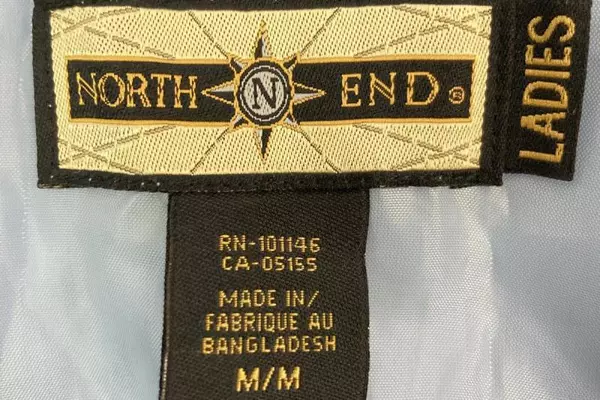 NORTH N END ®
LADIES
RN-101146
CA-05155
MADE IN/
FABRIQUE AU
BANGLADESH
M/M